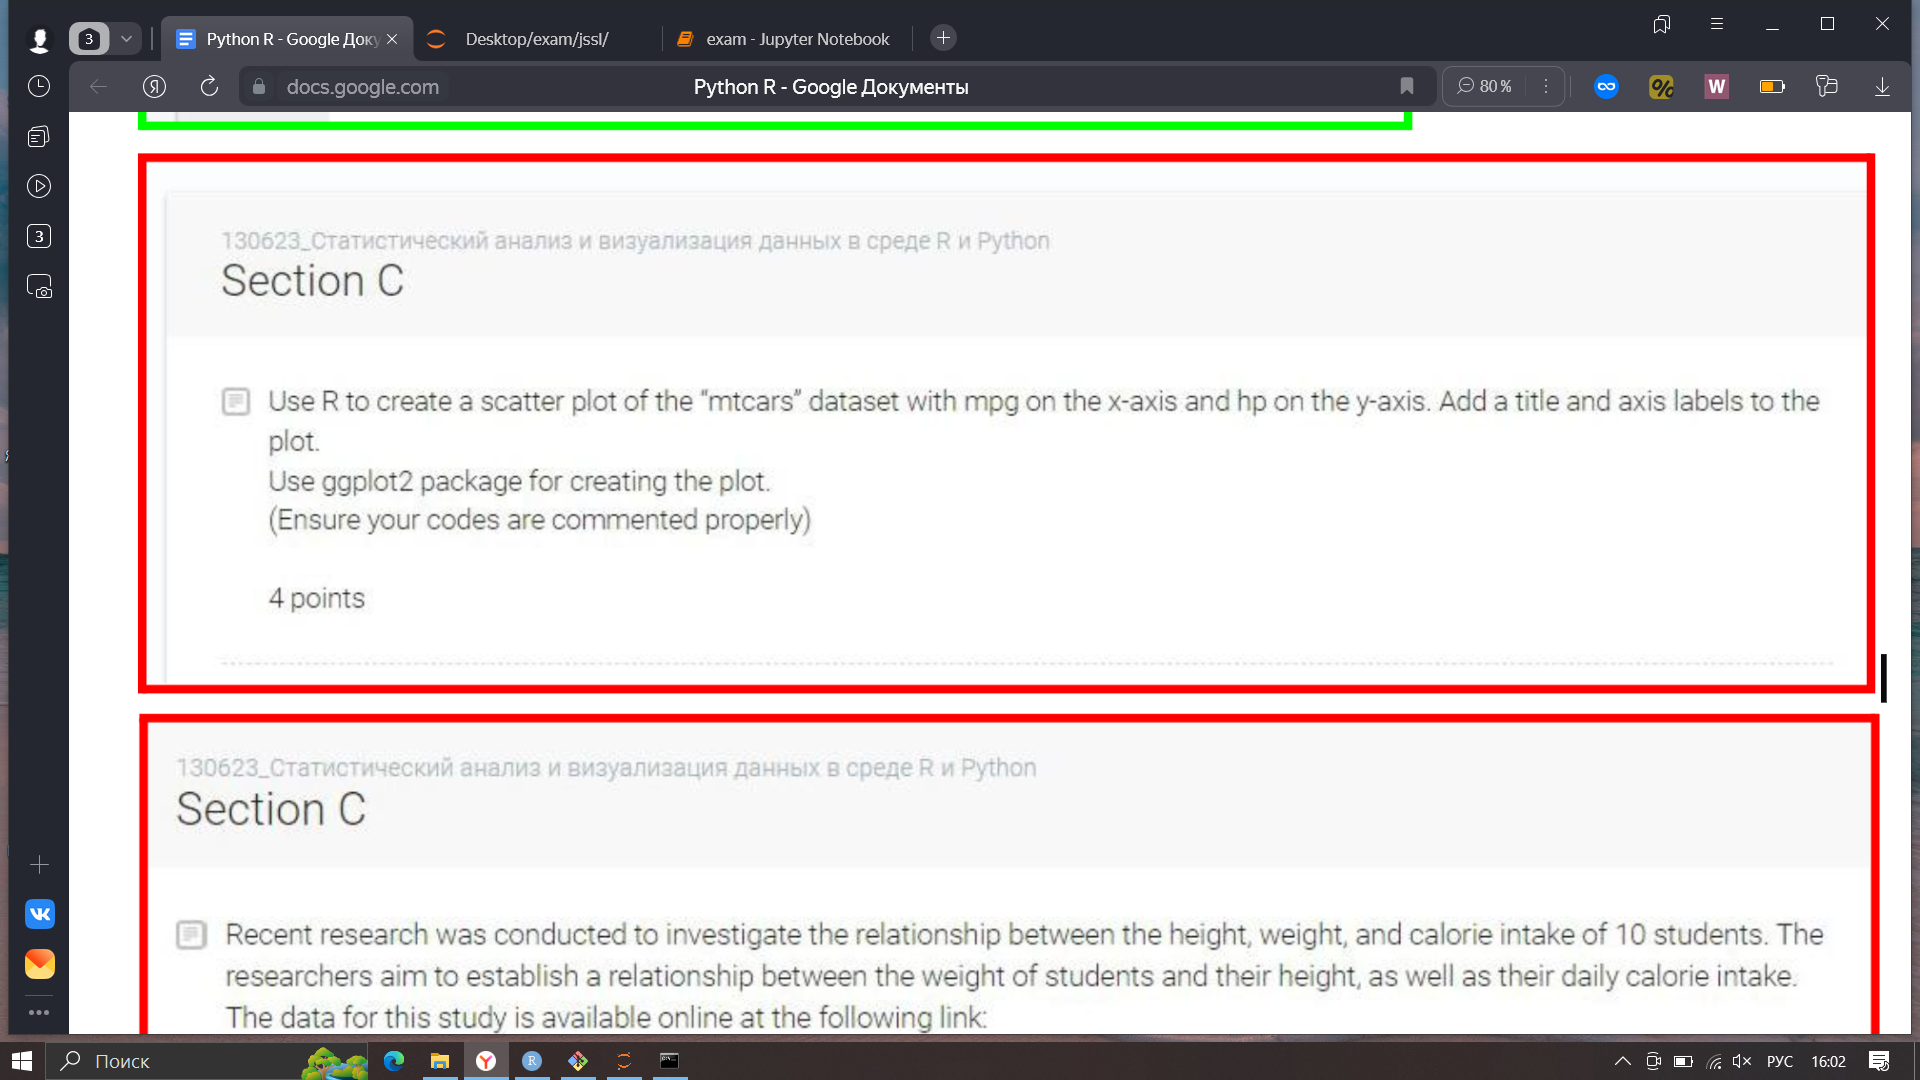 3
Python R - Google Доку
Desktop/exam/jssl/
exam - Jupyter Notebook
Я
docs.google.com
Python R - Google Документы
80 %
%
W
3
130623_Статистический анализ и визуализация данных в среде R и Python
Section C
Use R to create a scatter plot of the “mtcars” dataset with mpg on the x-axis and hp on the y-axis. Add a title and axis labels to the
plot.
Use ggplot2 package for creating the plot.
(Ensure your codes are commented properly)
4 points
130623_Статистический анализ и визуализация данных в среде R и Python
Section C
Recent research was conducted to investigate the relationship between the height, weight, and calorie intake of 10 students. The
researchers aim to establish a relationship between the weight of students and their height, as well as their daily calorie intake.
The data for this study is available online at the following link:
Поиск
Y
R
РУС
16:02